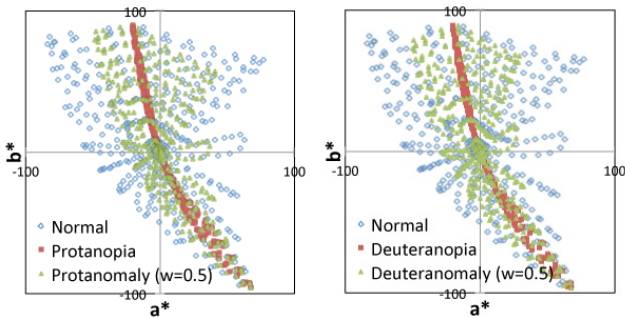 100
b*
-100
100
Normal
Protanopia
Protanomaly (w=0.5)
-100
a*
100
b*
-100
100
Normal
Deuteranopia
Deuteranomaly (w=0.5)
-100
a*